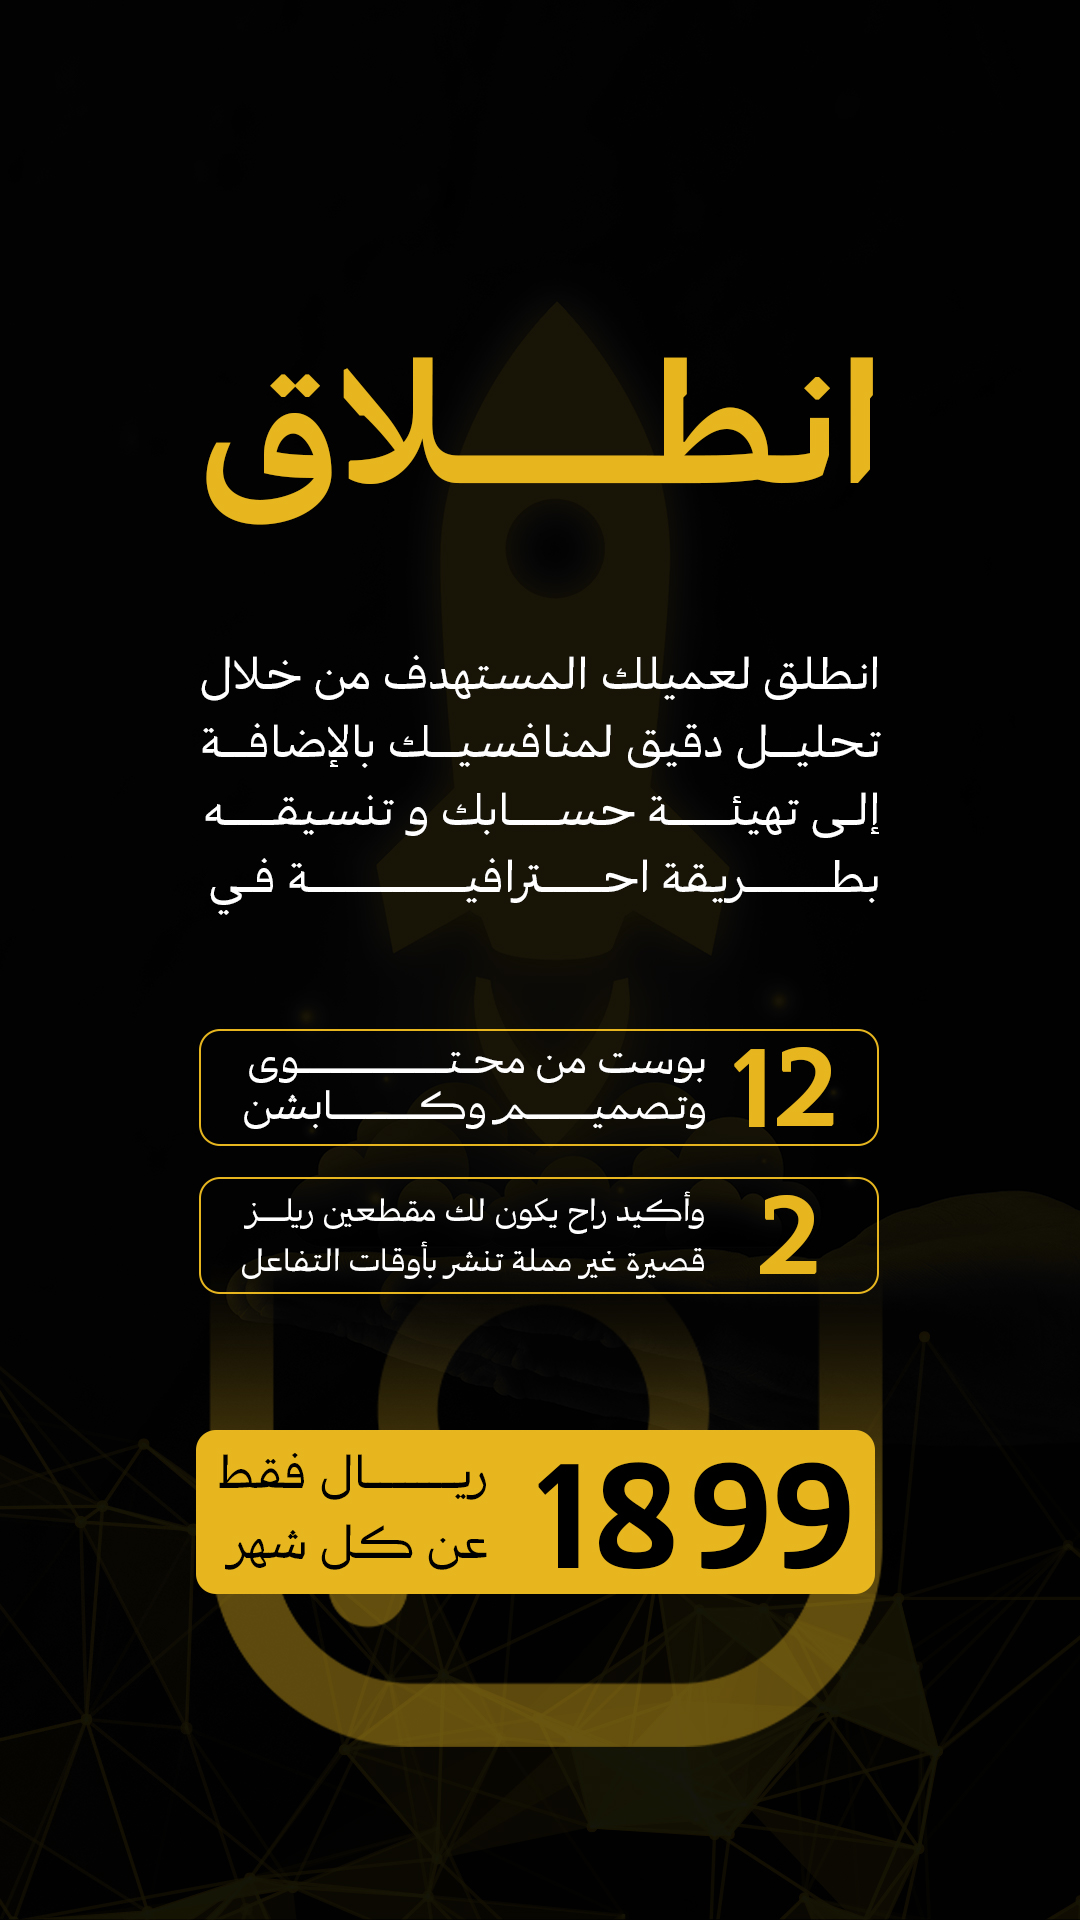 انطلاق
انطلق لعميلك المستهدف من خلال
تحليل دقيق لمنافسيك بالإضافة
إلى تهيئة حسابك و تنسيقه
بطريقة احترافية في
12
بوست من محتوى
وتصميم وكابشن
2
وأكيد راح يكون لك مقطعين ريلز
قصيرة غير مملة تنشر بأوقات التفاعل
1899
ريال فقط
عن كل شهر